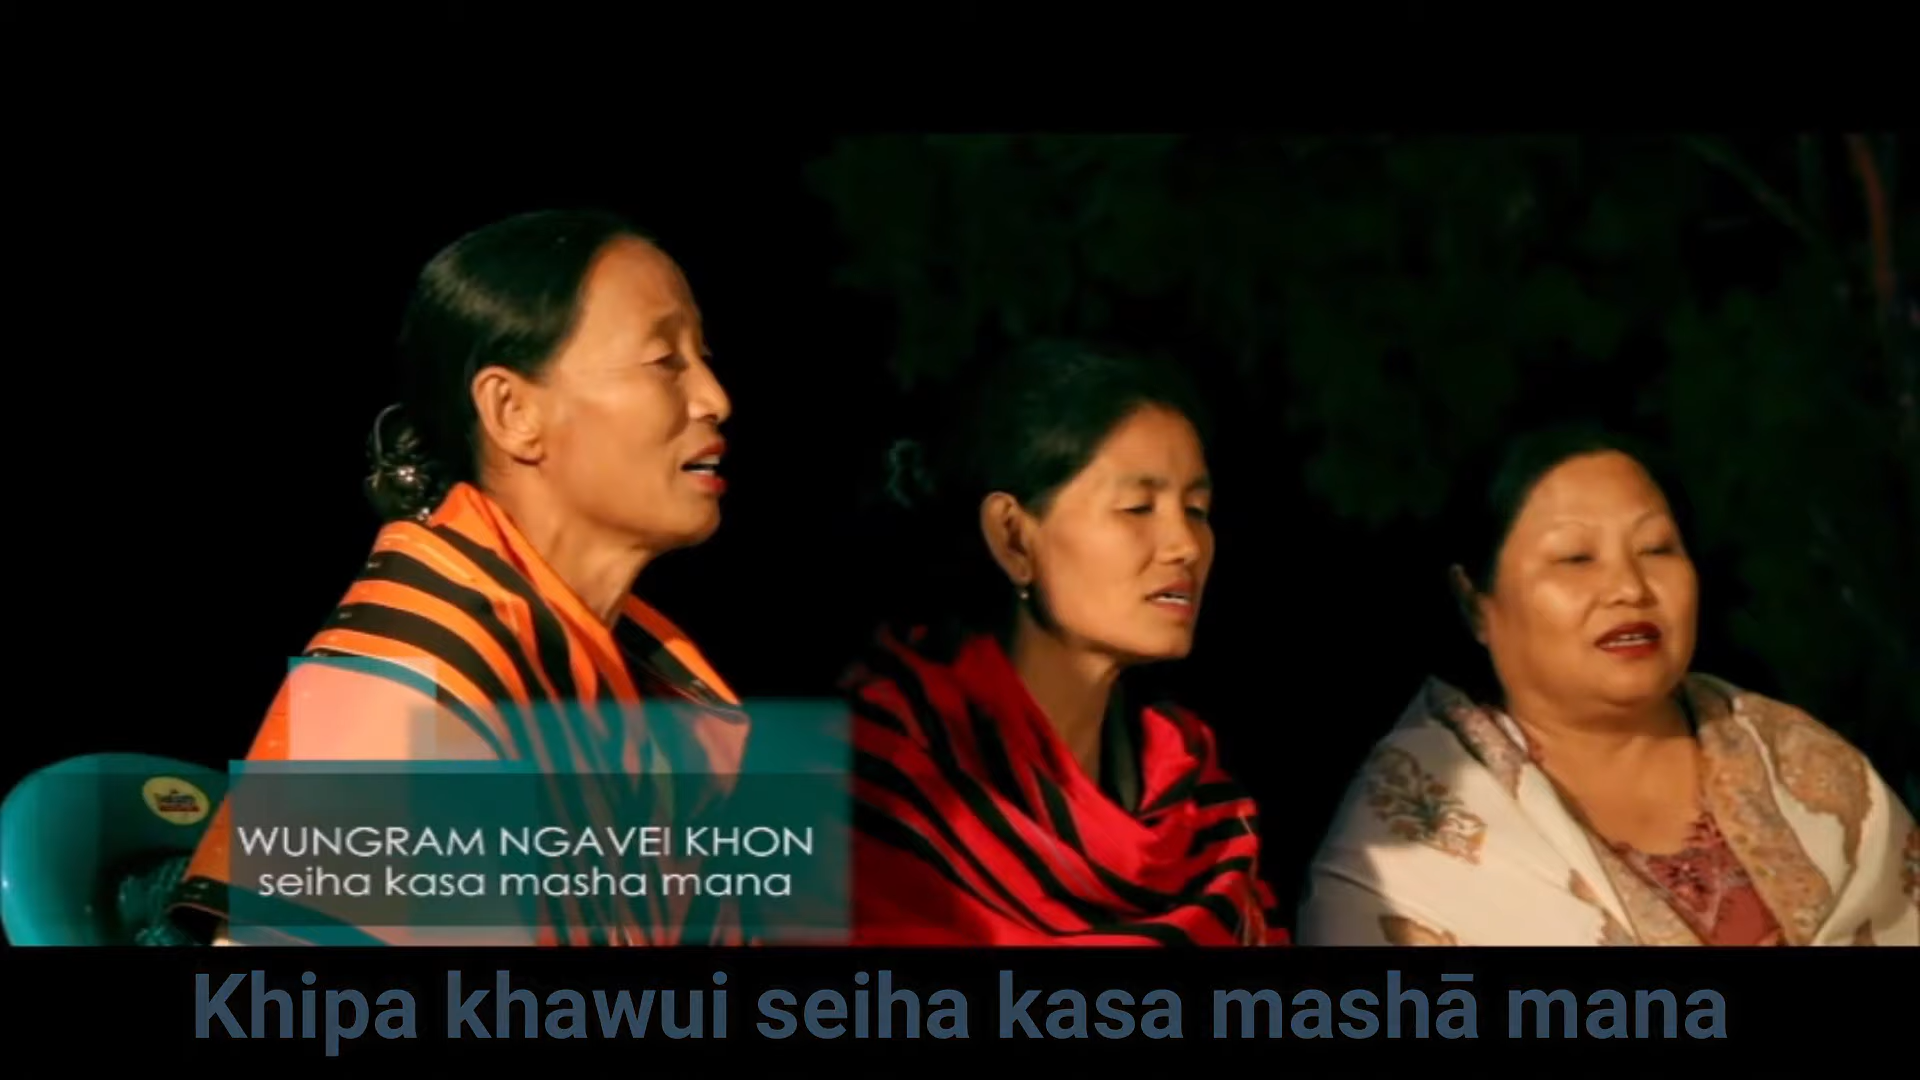 WUNGRAM NGAVEI KHON
seiha kasa masha mana
Khipa khawui seiha kasa mashā mana